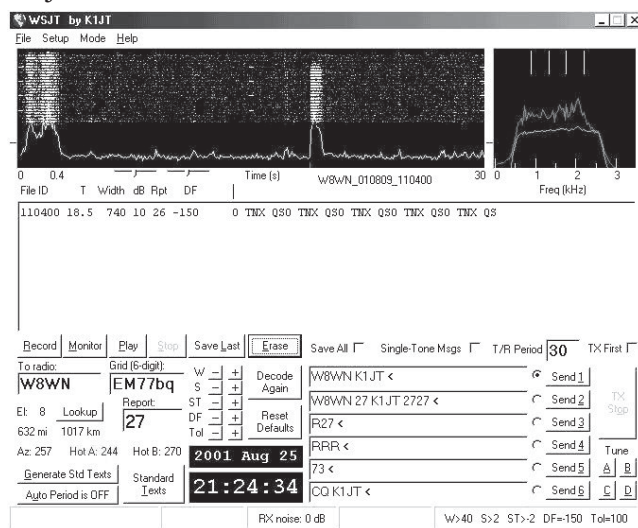 WSJT by K1JT
File Setup Mode Help
0 0.4 Time (s) W8WN_010809_110400 30
0 1 2 3
Freq (kHz)
File ID T Width dB Rpt DF
110400 18.5 740 10 26 -150 0 TNX QSO TNX QSO TNX QSO TNX QSO TNX QS
Record Monitor Play Stop Save Last Erase Save All Single-Tone Msgs T/R Period 30 TX First
To radio: Grid (6-digit):
W8WN EM77bq
El: 8 Lookup Report: 27
632 mi 1017 km
Az: 257 Hot A: 244 Hot B: 270
Generate Std Texts
Auto Period is OFF
Standard Texts
W - +
S - +
ST - +
DF - +
Tol - +
Decode Again
Reset Defaults
2001 Aug 25
21:24:34
W8WN K1JT < Send 1
W8WN 27 K1JT 2727 < Send 2
R27 < Send 3
RRR < Send 4
73 < Send 5
CQ K1JT < Send 6
TX Stop
Tune
A B
C D
RX noise: 0 dB W>40 S>2 ST>-2 DF=-150 Tol=100